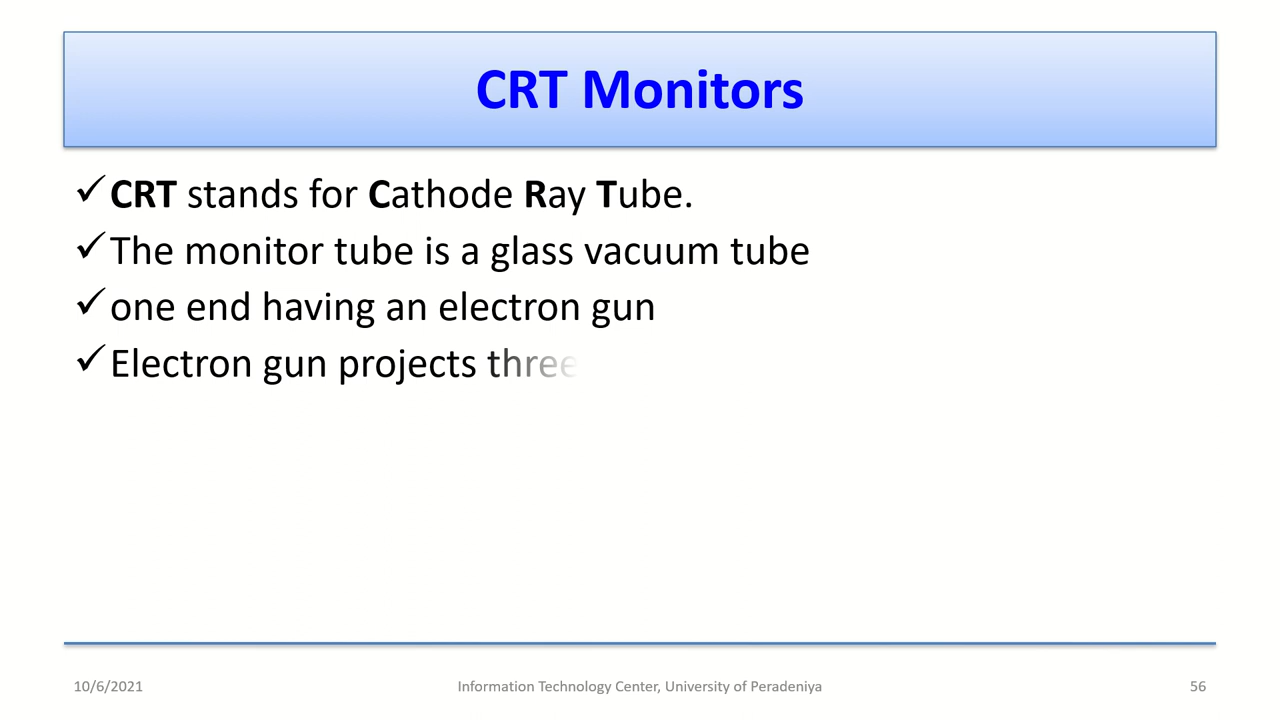 CRT Monitors
✓CRT stands for Cathode Ray Tube.
✓The monitor tube is a glass vacuum tube
✓one end having an electron gun
✓Electron gun projects three
10/6/2021
Information Technology Center, University of Peradeniya
56